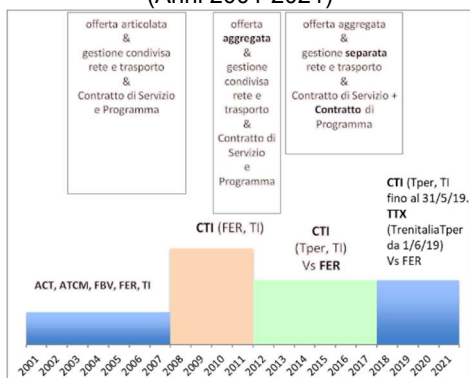 (Anni 2001-2021)
offerta articolata
&
gestione condivisa
rete e trasporto
&
Contratto di Servizio
e Programma
offerta
aggregata
&
gestione
condivisa
rete e
trasporto
&
Contratto di
Servizio
e
Programma
offerta aggregata
&
gestione separata
rete e trasporto
&
Contratto di Servizio +
Contratto di
Programma
ACT, ATCM, FBV, FER, TI
CTI (FER, TI)
CTI
(Tper, TI)
Vs FER
CTI (Tper, TI
fino al 31/5/19.
TTX
(TrenitaliaTper
da 1/6/19)
Vs FER
2001 2002 2003 2004 2005 2006 2007 2008 2009 2010 2011 2012 2013 2014 2015 2016 2017 2018 2019 2020 2021